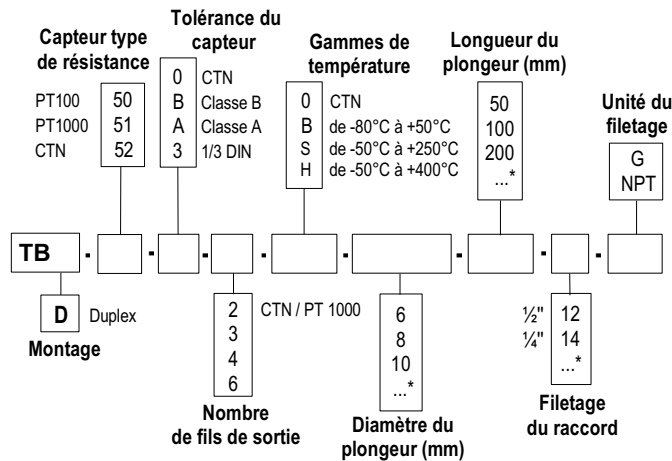 Capteur type
de résistance
PT100 50
PT1000 51
CTN 52
Tolérance du
capteur
0 CTN
B Classe B
A Classe A
3 1/3 DIN
Gammes de
température
0 CTN
B de -80°C à +50°C
S de -50°C à +250°C
H de -50°C à +400°C
Longueur du
plongeur (mm)
50
100
200
...*
Unité du
filetage
G
NPT
TB - - - - - - - -
D Duplex
Montage
2 CTN / PT 1000
3
4
6
Nombre
de fils de sortie
6
8
10
...*
Diamètre du
plongeur (mm)
½" 12
¼" 14
...*
Filetage
du raccord